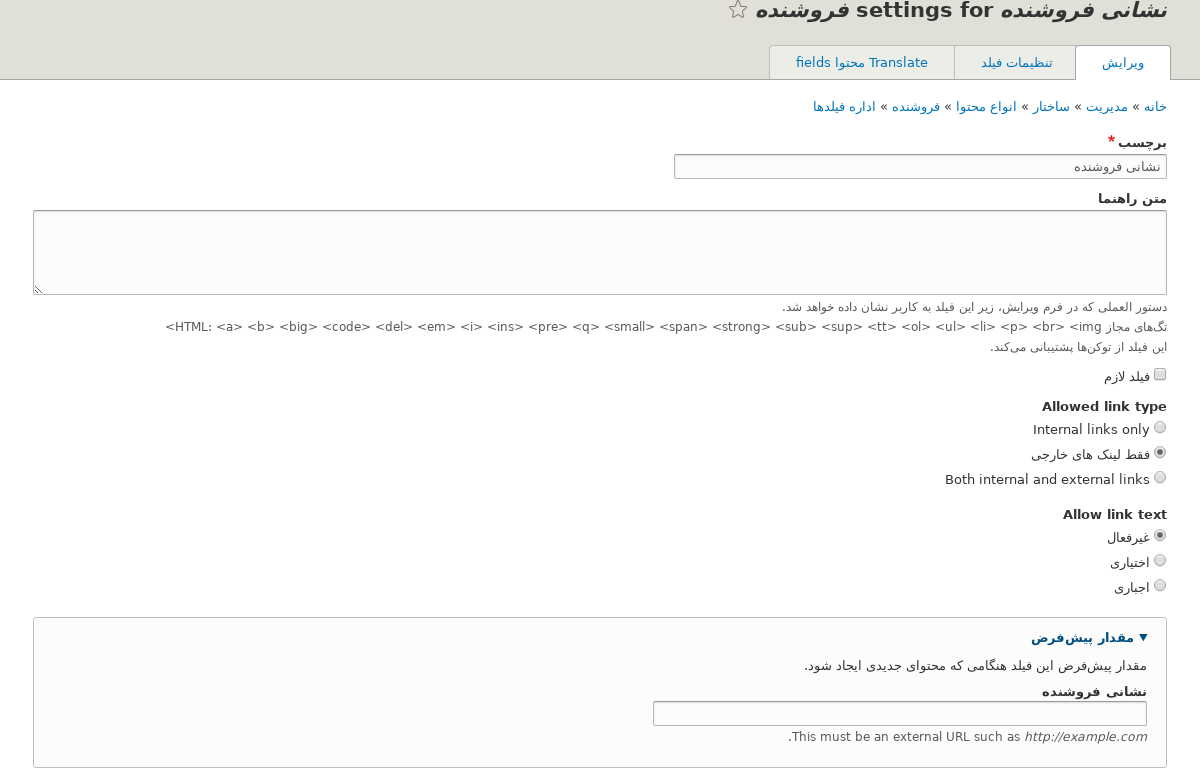 نشانی فروشنده settings for فروشنده
ویرایش
تنظیمات فیلد
Translate محتوا fields
خانه » مدیریت » ساختار » انواع محتوا » فروشنده » اداره فیلدها
برچسب *
نشانی فروشنده
متن راهنما
دستور العملی که در فرم ویرایش، زیر این فیلد به کاربر نشان داده خواهد شد.
تگ‌های مجاز HTML: <a> <b> <big> <code> <del> <em> <i> <ins> <pre> <q> <small> <span> <strong> <sub> <sup> <tt> <ol> <ul> <li> <p> <br> <img>
این فیلد از توکن‌ها پشتیبانی می‌کند.
فیلد لازم
Allowed link type
Internal links only
فقط لینک های خارجی
Both internal and external links
Allow link text
غیرفعال
اختیاری
اجباری
▼ مقدار پیش‌فرض
مقدار پیش‌فرض این فیلد هنگامی که محتوای جدیدی ایجاد شود.
نشانی فروشنده
This must be an external URL such as http://example.com.